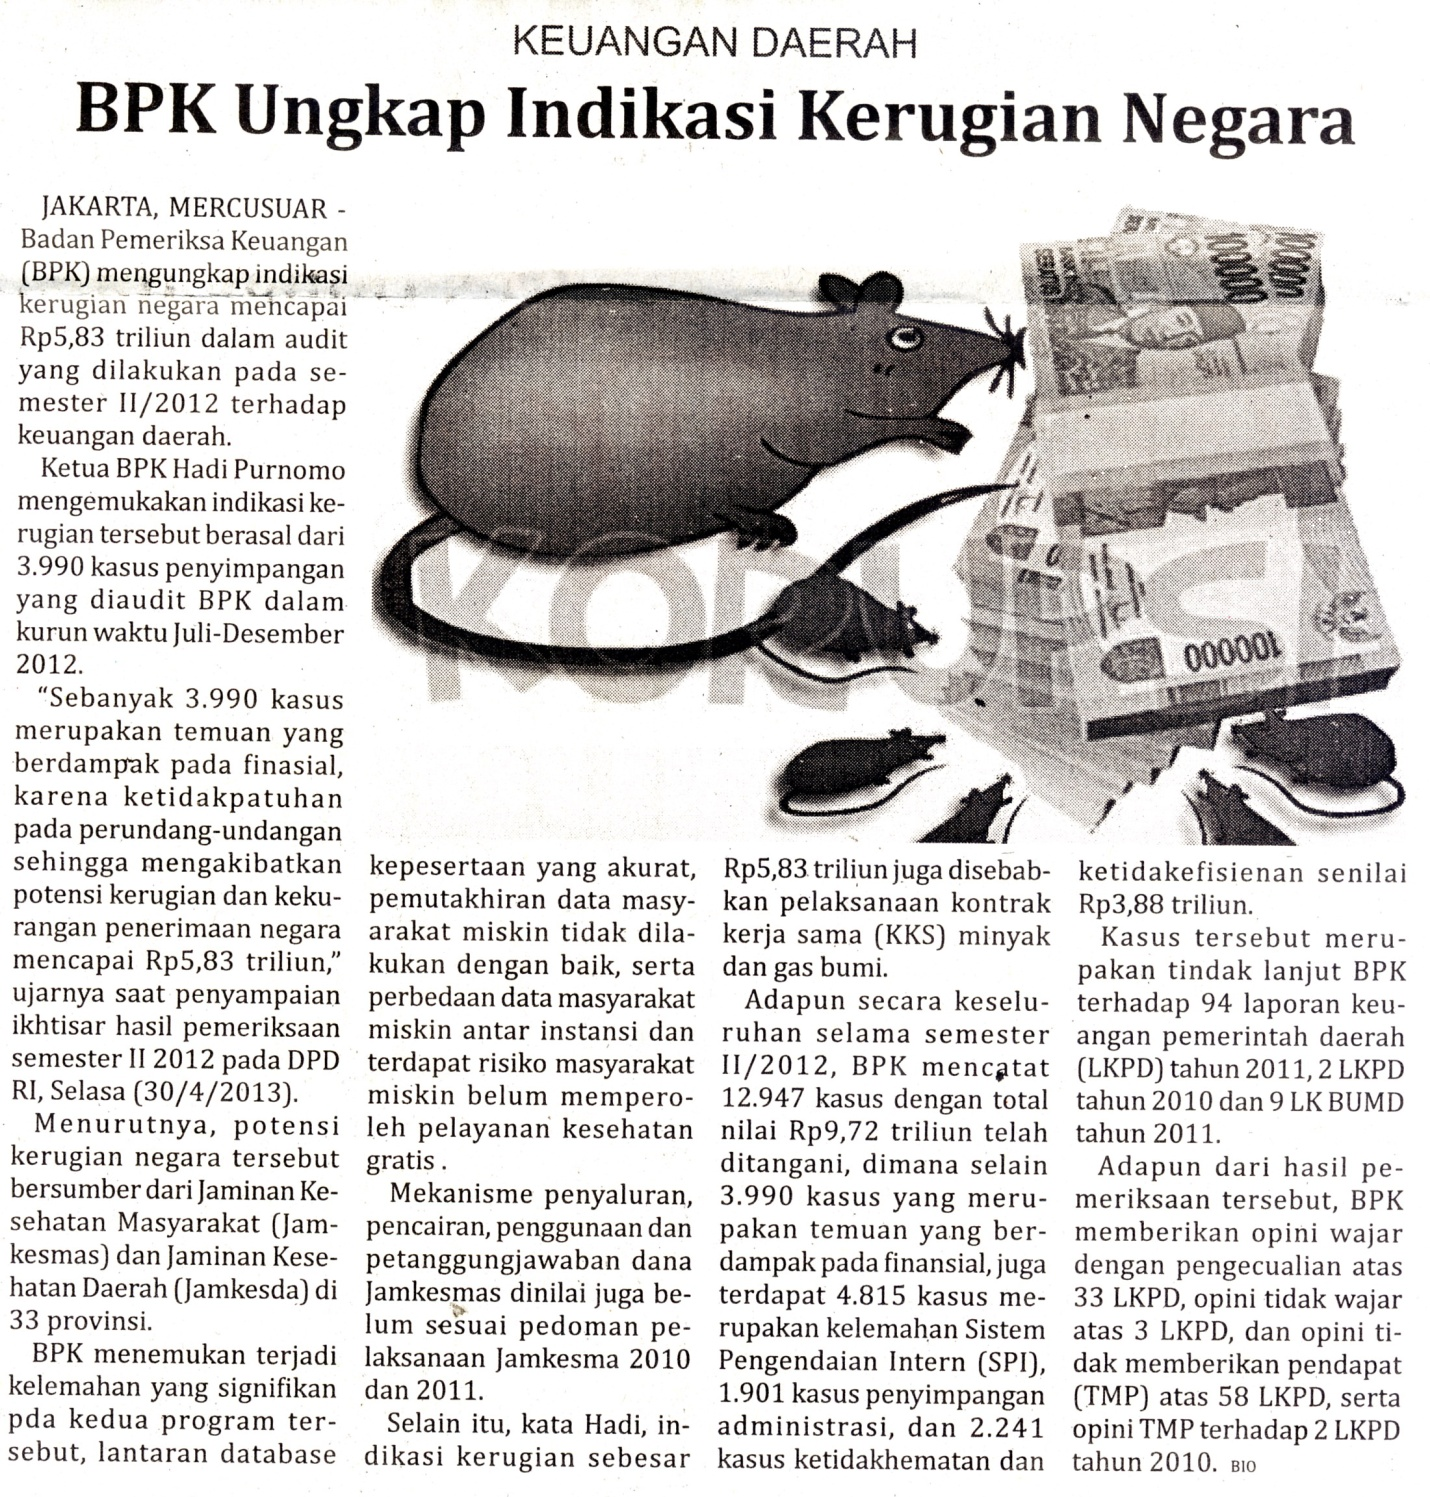 KEUANGAN DAERAH
BPK Ungkap Indikasi Kerugian Negara
JAKARTA, MERCUSUAR -
Badan Pemeriksa Keuangan
(BPK) mengungkap indikasi
kerugian negara mencapai
Rp5,83 triliun dalam audit
yang dilakukan pada se-
mester II/2012 terhadap
keuangan daerah.
Ketua BPK Hadi Purnomo
mengemukakan indikasi ke-
rugian tersebut berasal dari
3.990 kasus penyimpangan
yang diaudit BPK dalam
kurun waktu Juli-Desember
2012.
“Sebanyak 3.990 kasus
merupakan temuan yang
berdampak pada finasial,
karena ketidakpatuhan
pada perundang-undangan
sehingga mengakibatkan
potensi kerugian dan keku-
rangan penerimaan negara
mencapai Rp5,83 triliun,”
ujarnya saat penyampaian
ikhtisar hasil pemeriksaan
semester II 2012 pada DPD
RI, Selasa (30/4/2013).
Menurutnya, potensi
kerugian negara tersebut
bersumber dari Jaminan Ke-
sehatan Masyarakat (Jam-
kesmas) dan Jaminan Kese-
hatan Daerah (Jamkesda) di
33 provinsi.
BPK menemukan terjadi
kelemahan yang signifikan
pda kedua program ter-
sebut, lantaran database
kepesertaan yang akurat,
pemutakhiran data masy-
arakat miskin tidak dila-
kukan dengan baik, serta
perbedaan data masyarakat
miskin antar instansi dan
terdapat risiko masyarakat
miskin belum mempero-
leh pelayanan kesehatan
gratis .
Mekanisme penyaluran,
pencairan, penggunaan dan
petanggungjawaban dana
Jamkesmas dinilai juga be-
lum sesuai pedoman pe-
laksanaan Jamkesma 2010
dan 2011.
Selain itu, kata Hadi, in-
dikasi kerugian sebesar
Rp5,83 triliun juga disebab-
kan pelaksanaan kontrak
kerja sama (KKS) minyak
dan gas bumi.
Adapun secara keselu-
ruhan selama semester
II/2012, BPK mencatat
12.947 kasus dengan total
nilai Rp9,72 triliun telah
ditangani, dimana selain
3.990 kasus yang meru-
pakan temuan yang ber-
dampak pada finansial, juga
terdapat 4.815 kasus me-
rupakan kelemahan Sistem
Pengendaian Intern (SPI),
1.901 kasus penyimpangan
administrasi, dan 2.241
kasus ketidakhematan dan
ketidakefisienan senilai
Rp3,88 triliun.
Kasus tersebut meru-
pakan tindak lanjut BPK
terhadap 94 laporan keu-
angan pemerintah daerah
(LKPD) tahun 2011, 2 LKPD
tahun 2010 dan 9 LK BUMD
tahun 2011.
Adapun dari hasil pe-
meriksaan tersebut, BPK
memberikan opini wajar
dengan pengecualian atas
33 LKPD, opini tidak wajar
atas 3 LKPD, dan opini ti-
dak memberikan pendapat
(TMP) atas 58 LKPD, serta
opini TMP terhadap 2 LKPD
tahun 2010. BIO
100000
100000
100000